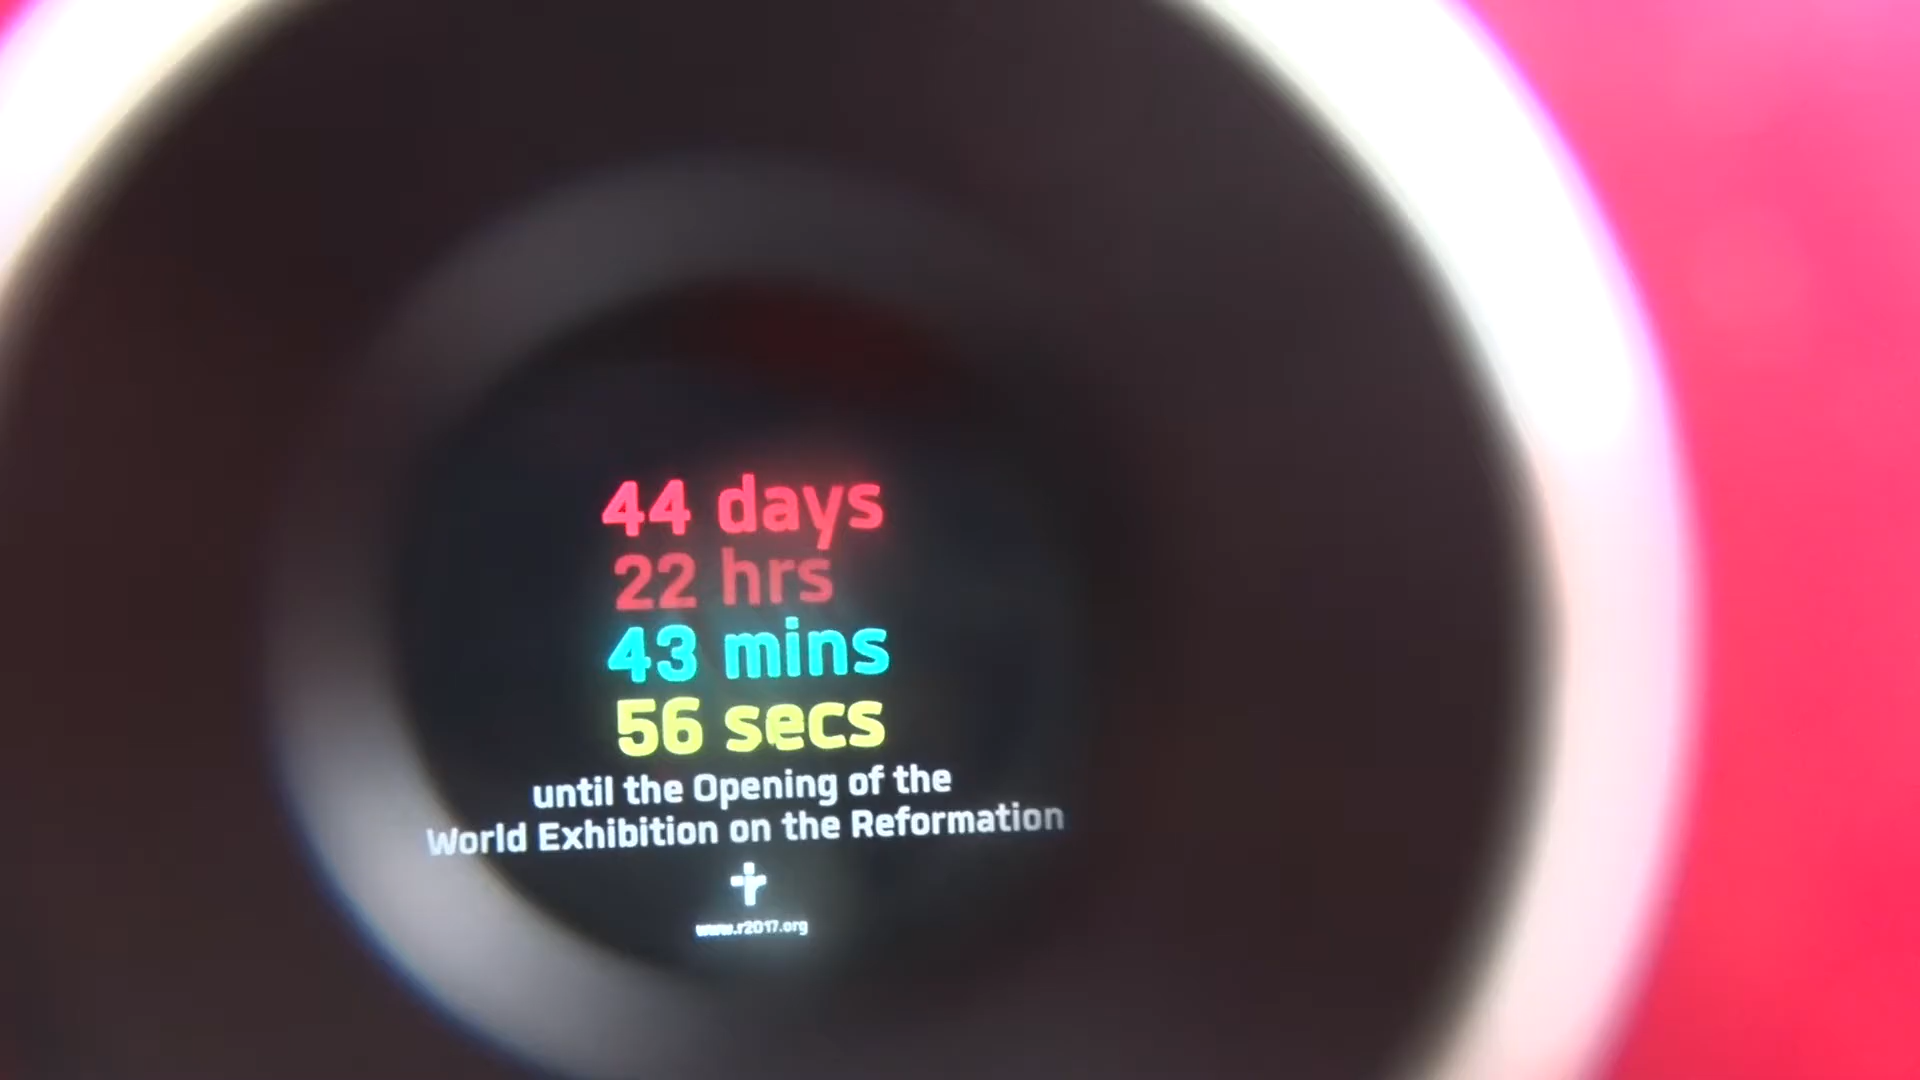 44 days
22 hrs
43 mins
56 secs
until the Opening of the
World Exhibition on the Reformation
www.r2017.org